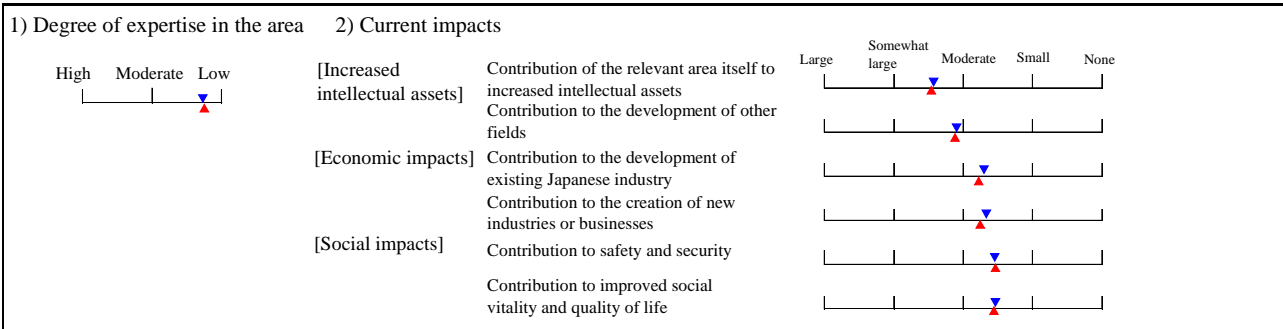 1) Degree of expertise in the area 2) Current impacts
High Moderate Low
[Increased
intellectual assets]
Contribution of the relevant area itself to
increased intellectual assets
Large Somewhat
large Moderate Small None
Contribution to the development of other
fields
[Economic impacts] Contribution to the development of
existing Japanese industry
Contribution to the creation of new
industries or businesses
[Social impacts] Contribution to safety and security
Contribution to improved social
vitality and quality of life